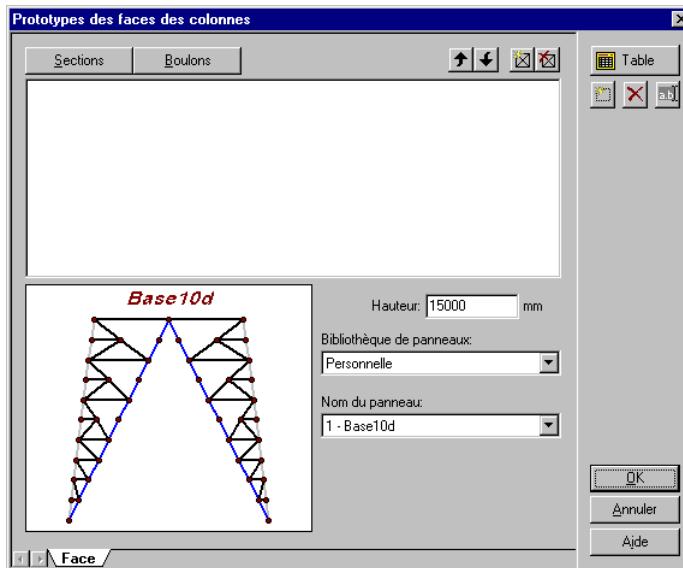 Prototypes des faces des colonnes
Sections
Boulons
Table
a.b
Base10d
Hauteur: 15000 mm
Bibliothèque de panneaux:
Personnelle
Nom du panneau:
1 - Base10d
OK
Annuler
Aide
Face